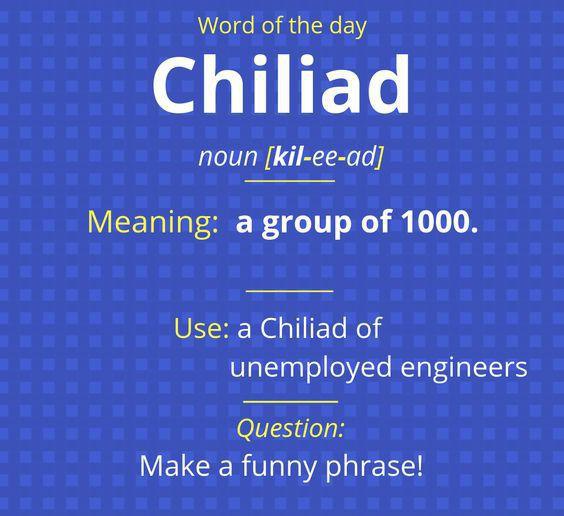 Word of the day
Chiliad
noun [kil-ee-ad]
Meaning: a group of 1000.
Use: a Chiliad of
unemployed engineers
Question:
Make a funny phrase!